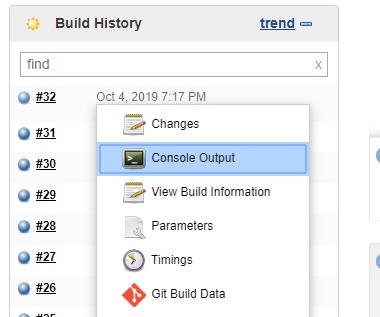 Build History trend
find x
#32 Oct 4, 2019 7:17 PM
Changes
#31
Console Output
#30
View Build Information
#29
Parameters
#28
Timings
#27
Git Build Data
#26